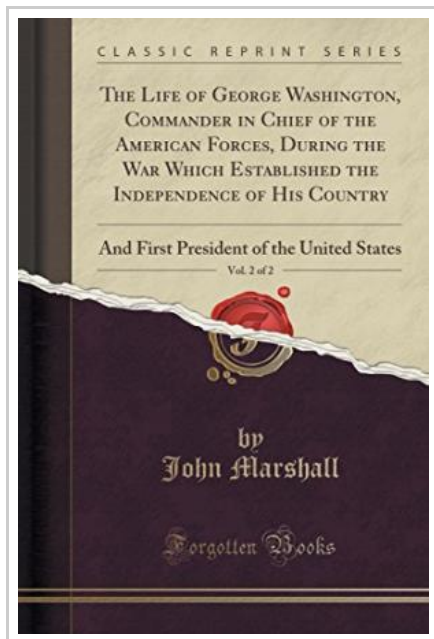 CLASSIC REPRINT SERIES
THE LIFE OF GEORGE WASHINGTON,
COMMANDER IN CHIEF OF THE
AMERICAN FORCES, DURING THE
WAR WHICH ESTABLISHED THE
INDEPENDENCE OF HIS COUNTRY
And First President of the United States
Vol. 2 of 2
by
John Marshall
Forgotten Books